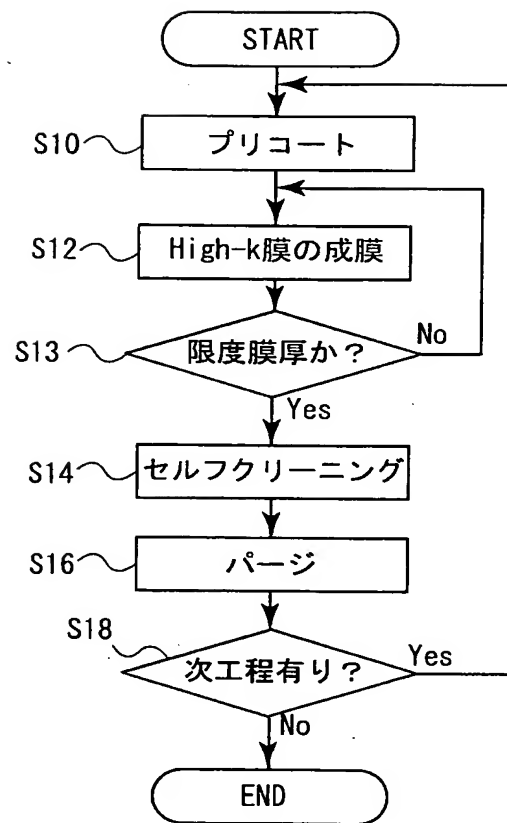 START
S10
プリコート
S12
High-k膜の成膜
S13
限度膜厚か？
No
Yes
S14
セルフクリーニング
S16
パージ
S18
次工程有り？
Yes
No
END